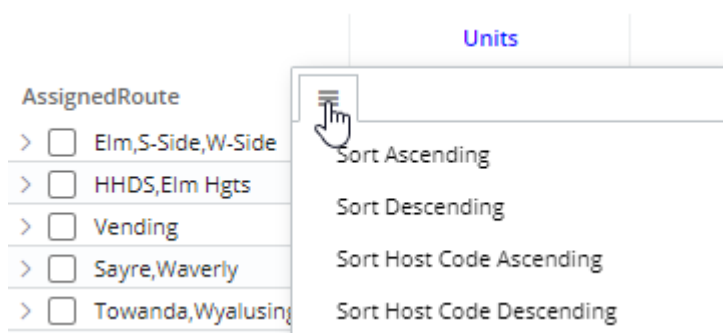 Units
AssignedRoute
Elm,S-Side,W-Side
HHDS,Elm Hgts
Vending
Sayre,Waverly
Towanda,Wyalusing
Sort Ascending
Sort Descending
Sort Host Code Ascending
Sort Host Code Descending